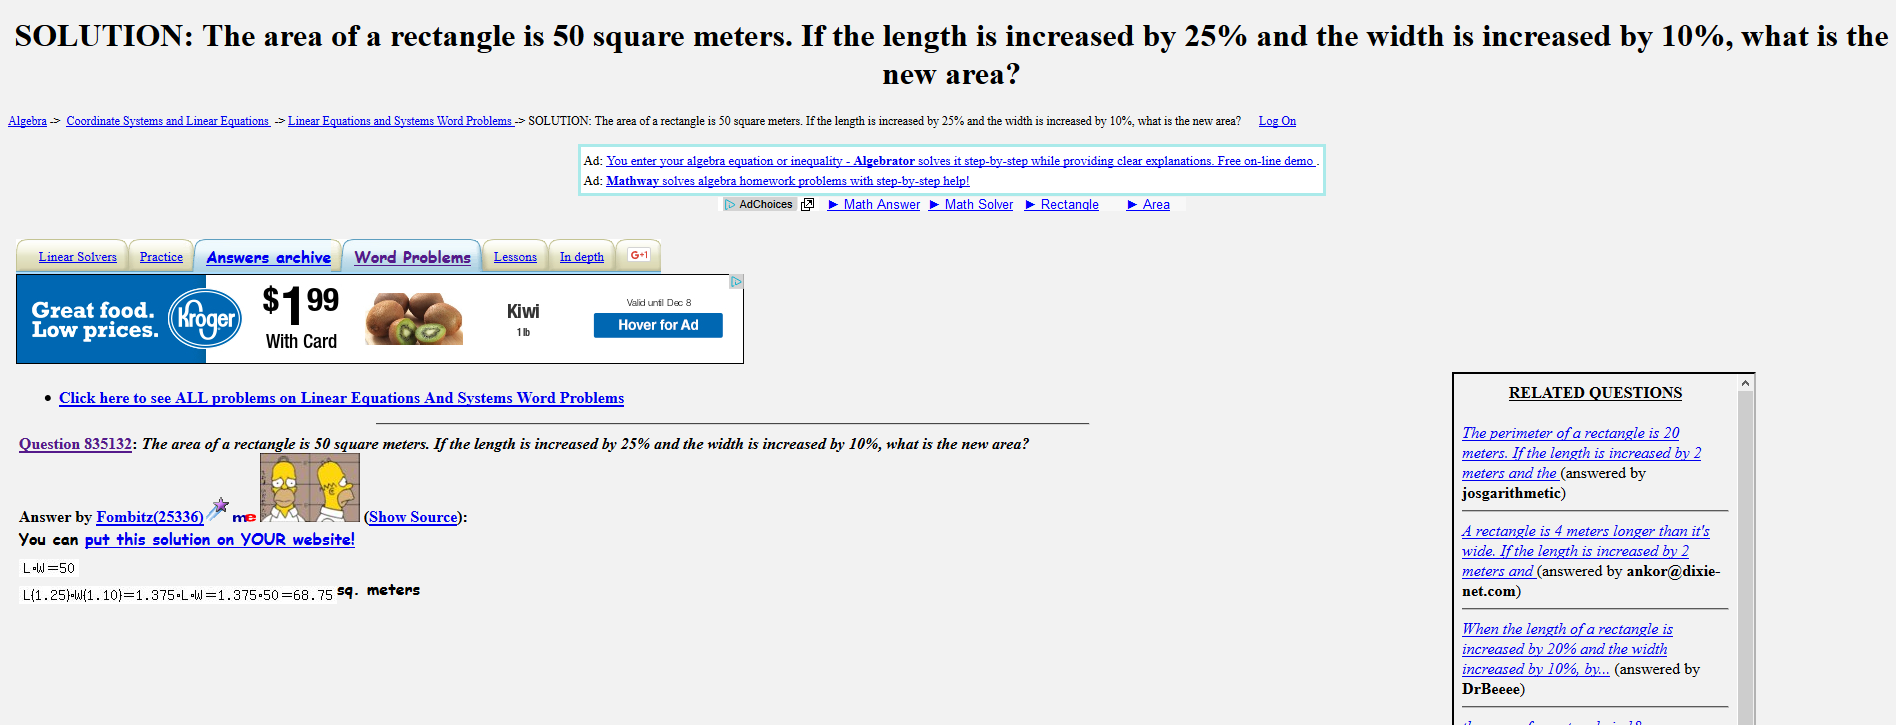 SOLUTION: The area of a rectangle is 50 square meters. If the length is increased by 25% and the width is increased by 10%, what is the
new area?
Algebra -> Coordinate Systems and Linear Equations -> Linear Equations and Systems Word Problems -> SOLUTION: The area of a rectangle is 50 square meters. If the length is increased by 25% and the width is increased by 10%, what is the new area? Log On
Ad: You enter your algebra equation or inequality - Algebrator solves it step-by-step while providing clear explanations. Free on-line demo .
Ad: Mathway solves algebra homework problems with step-by-step help!
AdChoices ► Math Answer ► Math Solver ► Rectangle ► Area
Linear Solvers Practice Answers archive Word Problems Lessons In depth G+1
Great food.
Low prices.
Kroger
$1 99
With Card
Kiwi
1 lb
Valid until Dec 8
Hover for Ad
• Click here to see ALL problems on Linear Equations And Systems Word Problems
Question 835132: The area of a rectangle is 50 square meters. If the length is increased by 25% and the width is increased by 10%, what is the new area?
Answer by Fombitz(25336) me (Show Source):
You can put this solution on YOUR website!
L•W=50
L(1.25)•W(1.10)=1.375•L•W=1.375•50=68.75 sq. meters
RELATED QUESTIONS
The perimeter of a rectangle is 20
meters. If the length is increased by 2
meters and the (answered by
josgarithmetic)
A rectangle is 4 meters longer than it's
wide. If the length is increased by 2
meters and (answered by ankor@dixie-
net.com)
When the length of a rectangle is
increased by 20% and the width
increased by 10%, by... (answered by
DrBeeee)